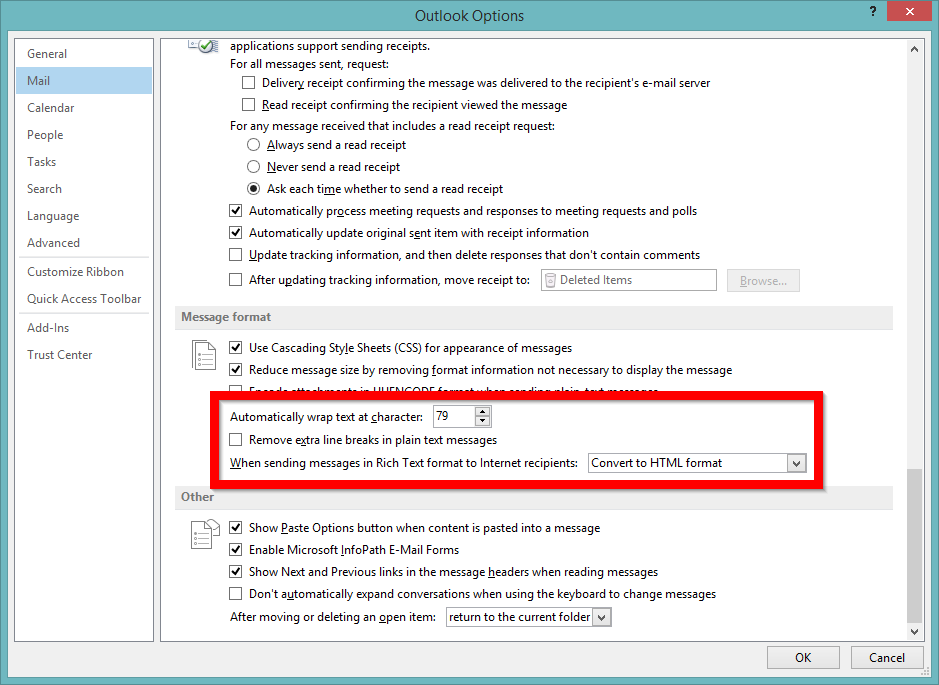 Outlook Options
?
General
Mail
Calendar
People
Tasks
Search
Language
Advanced
Customize Ribbon
Quick Access Toolbar
Add-Ins
Trust Center
applications support sending receipts.
For all messages sent, request:
Delivery receipt confirming the message was delivered to the recipient's e-mail server
Read receipt confirming the recipient viewed the message
For any message received that includes a read receipt request:
Always send a read receipt
Never send a read receipt
Ask each time whether to send a read receipt
Automatically process meeting requests and responses to meeting requests and polls
Automatically update original sent item with receipt information
Update tracking information, and then delete responses that don't contain comments
After updating tracking information, move receipt to: Deleted Items Browse...
Message format
Use Cascading Style Sheets (CSS) for appearance of messages
Reduce message size by removing format information not necessary to display the message
Encode attachments in UUENCODE format when sending plain text messages
Automatically wrap text at character: 79
Remove extra line breaks in plain text messages
When sending messages in Rich Text format to Internet recipients: Convert to HTML format
Other
Show Paste Options button when content is pasted into a message
Enable Microsoft InfoPath E-Mail Forms
Show Next and Previous links in the message headers when reading messages
Don't automatically expand conversations when using the keyboard to change messages
After moving or deleting an open item: return to the current folder
OK Cancel